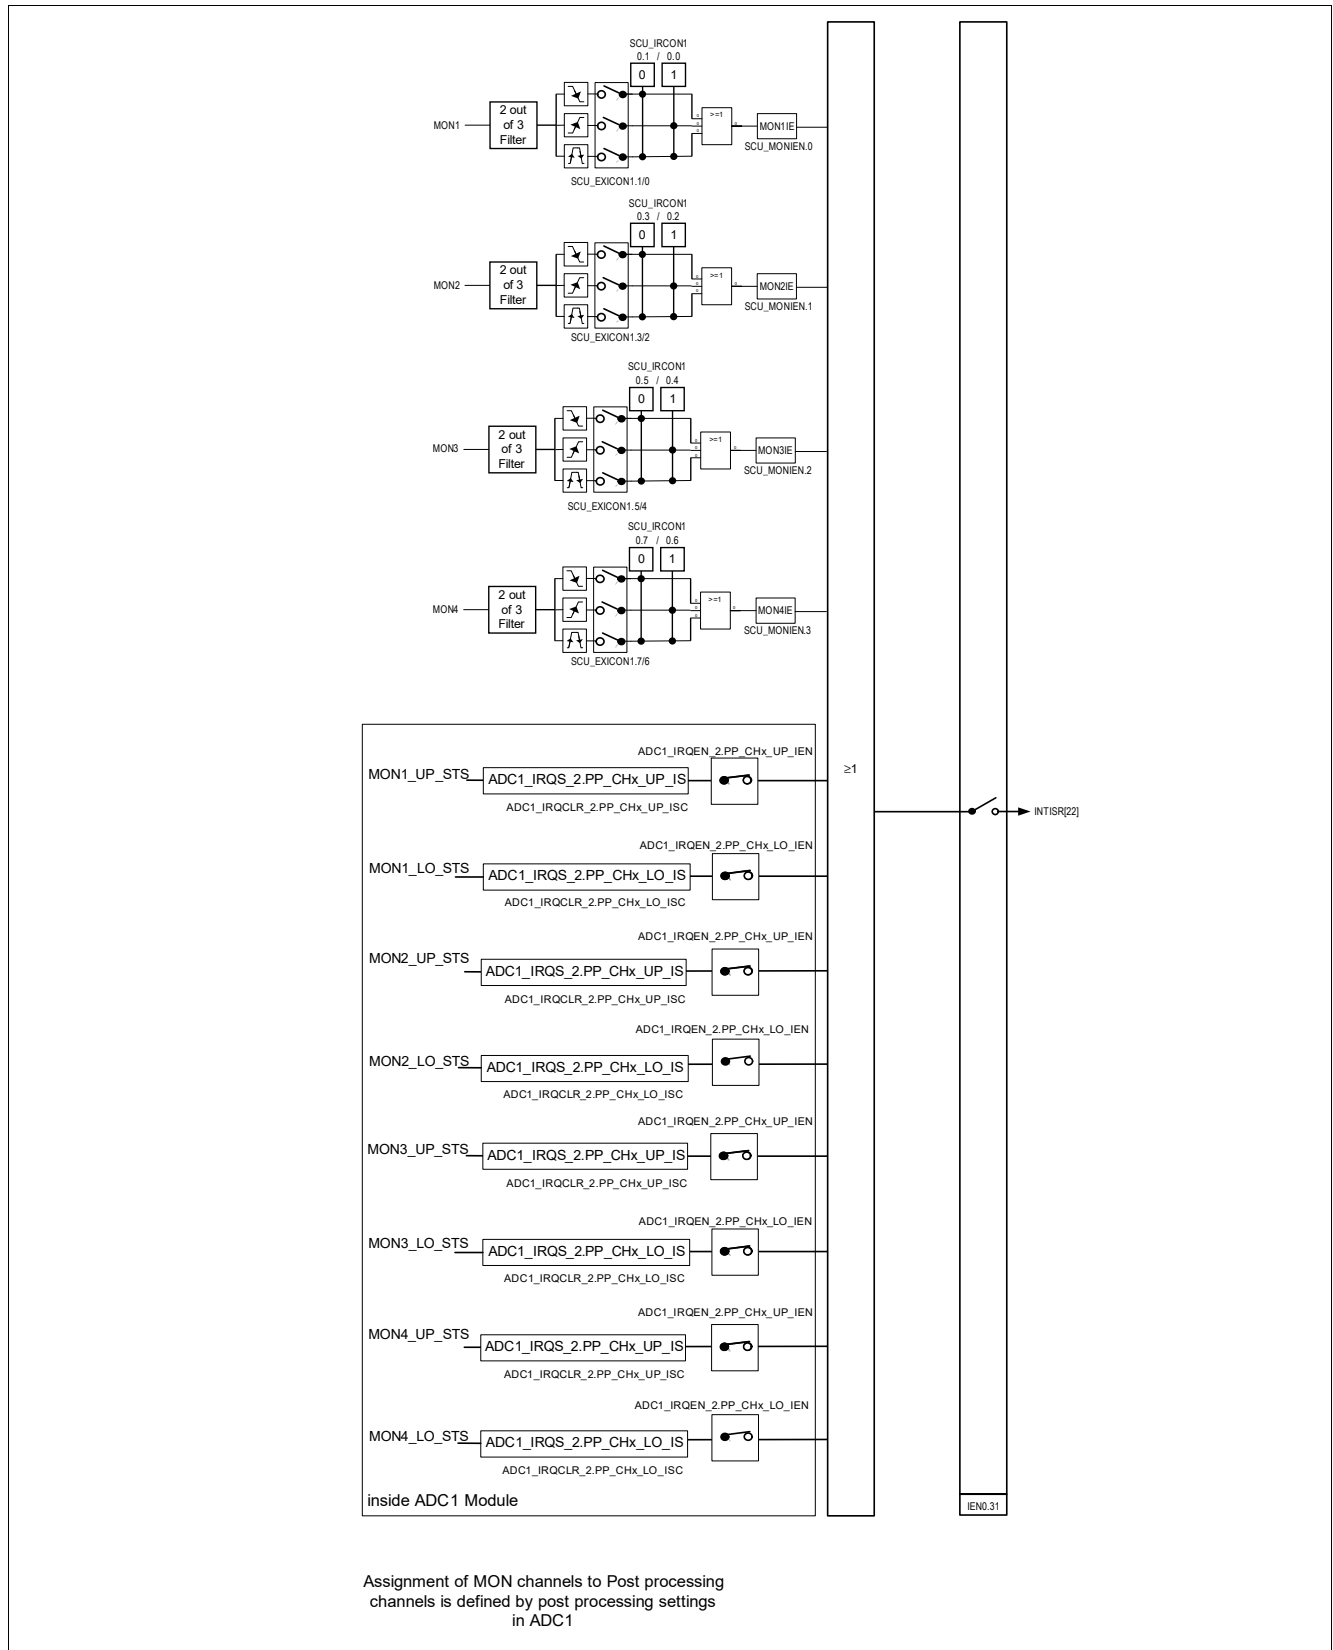 SCU_IRCON1
0.1 / 0.0
0 1
MON1
2 out
of 3
Filter
>=1
MON1IE
SCU_MONIEN.0
SCU_EXICON1.1/0
SCU_IRCON1
0.3 / 0.2
0 1
MON2
2 out
of 3
Filter
>=1
MON2IE
SCU_MONIEN.1
SCU_EXICON1.3/2
SCU_IRCON1
0.5 / 0.4
0 1
MON3
2 out
of 3
Filter
>=1
MON3IE
SCU_MONIEN.2
SCU_EXICON1.5/4
SCU_IRCON1
0.7 / 0.6
0 1
MON4
2 out
of 3
Filter
>=1
MON4IE
SCU_MONIEN.3
SCU_EXICON1.7/6
≥1
INTISR[22]
ADC1_IRQEN_2.PP_CHx_UP_IEN
MON1_UP_STS
ADC1_IRQS_2.PP_CHx_UP_IS
ADC1_IRQCLR_2.PP_CHx_UP_ISC
ADC1_IRQEN_2.PP_CHx_LO_IEN
MON1_LO_STS
ADC1_IRQS_2.PP_CHx_LO_IS
ADC1_IRQCLR_2.PP_CHx_LO_ISC
ADC1_IRQEN_2.PP_CHx_UP_IEN
MON2_UP_STS
ADC1_IRQS_2.PP_CHx_UP_IS
ADC1_IRQCLR_2.PP_CHx_UP_ISC
ADC1_IRQEN_2.PP_CHx_LO_IEN
MON2_LO_STS
ADC1_IRQS_2.PP_CHx_LO_IS
ADC1_IRQCLR_2.PP_CHx_LO_ISC
ADC1_IRQEN_2.PP_CHx_UP_IEN
MON3_UP_STS
ADC1_IRQS_2.PP_CHx_UP_IS
ADC1_IRQCLR_2.PP_CHx_UP_ISC
ADC1_IRQEN_2.PP_CHx_LO_IEN
MON3_LO_STS
ADC1_IRQS_2.PP_CHx_LO_IS
ADC1_IRQCLR_2.PP_CHx_LO_ISC
ADC1_IRQEN_2.PP_CHx_UP_IEN
MON4_UP_STS
ADC1_IRQS_2.PP_CHx_UP_IS
ADC1_IRQCLR_2.PP_CHx_UP_ISC
ADC1_IRQEN_2.PP_CHx_LO_IEN
MON4_LO_STS
ADC1_IRQS_2.PP_CHx_LO_IS
ADC1_IRQCLR_2.PP_CHx_LO_ISC
inside ADC1 Module
IEN0.31
Assignment of MON channels to Post processing
channels is defined by post processing settings
in ADC1